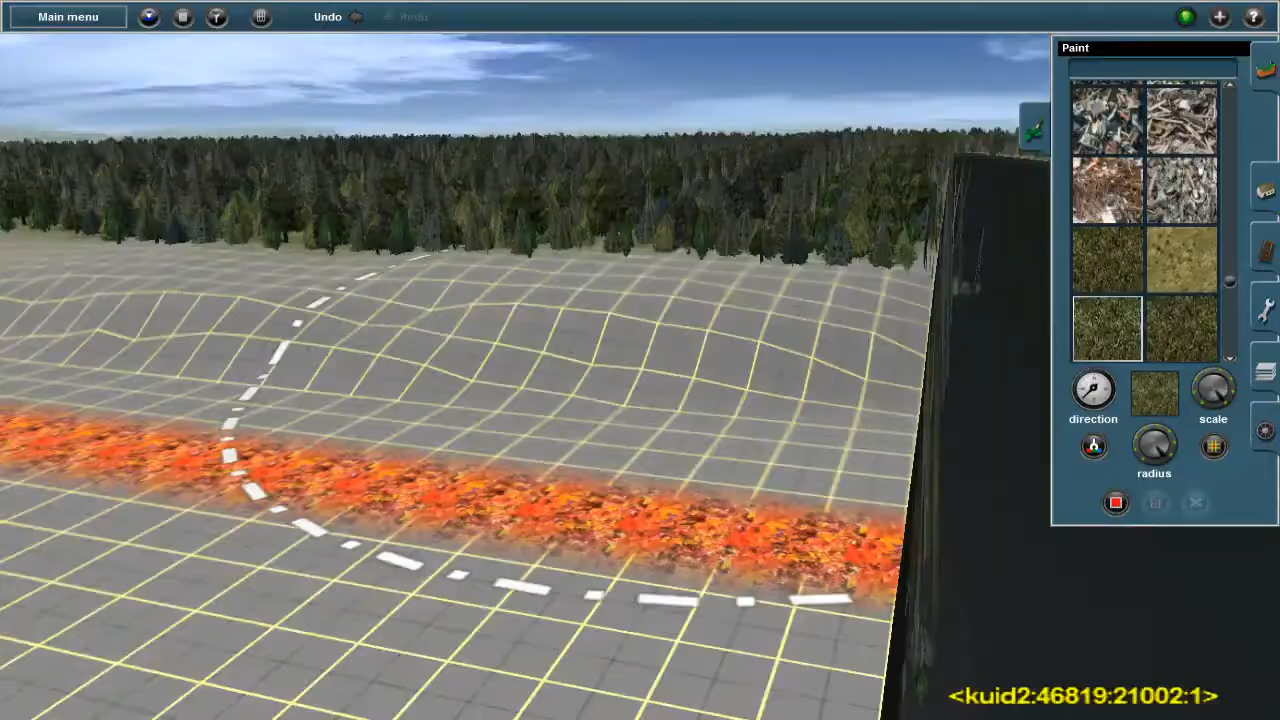 Main menu
Undo
Redo
Paint
direction
scale
radius
<kuid2:46819:21002:1>